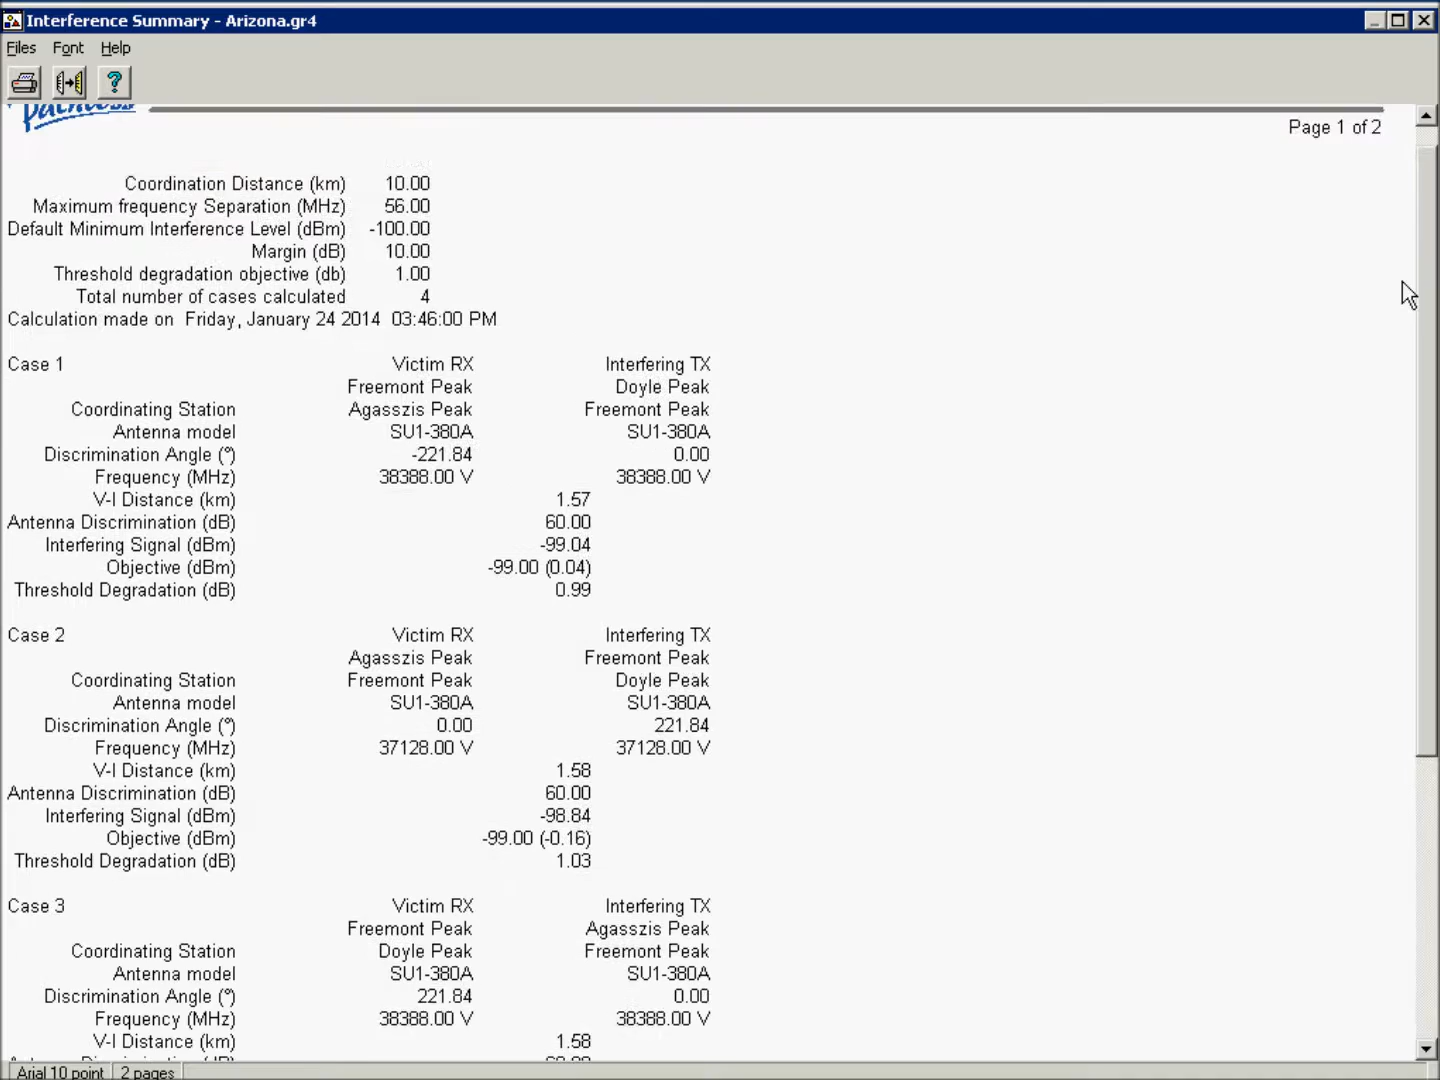 Interference Summary - Arizona.gr4
Files Font Help
Page 1 of 2
Coordination Distance (km) 10.00
Maximum frequency Separation (MHz) 56.00
Default Minimum Interference Level (dBm) -100.00
Margin (dB) 10.00
Threshold degradation objective (db) 1.00
Total number of cases calculated 4
Calculation made on Friday, January 24 2014 03:46:00 PM
Case 1 Victim RX Interfering TX
Freemont Peak Doyle Peak
Coordinating Station Agasszis Peak Freemont Peak
Antenna model SU1-380A SU1-380A
Discrimination Angle (°) -221.84 0.00
Frequency (MHz) 38388.00 V 38388.00 V
V-I Distance (km) 1.57
Antenna Discrimination (dB) 60.00
Interfering Signal (dBm) -99.04
Objective (dBm) -99.00 (0.04)
Threshold Degradation (dB) 0.99
Case 2 Victim RX Interfering TX
Agasszis Peak Freemont Peak
Coordinating Station Freemont Peak Doyle Peak
Antenna model SU1-380A SU1-380A
Discrimination Angle (°) 0.00 221.84
Frequency (MHz) 37128.00 V 37128.00 V
V-I Distance (km) 1.58
Antenna Discrimination (dB) 60.00
Interfering Signal (dBm) -98.84
Objective (dBm) -99.00 (-0.16)
Threshold Degradation (dB) 1.03
Case 3 Victim RX Interfering TX
Freemont Peak Agasszis Peak
Coordinating Station Doyle Peak Freemont Peak
Antenna model SU1-380A SU1-380A
Discrimination Angle (°) 221.84 0.00
Frequency (MHz) 38388.00 V 38388.00 V
V-I Distance (km) 1.58
Arial 10 point 2 pages